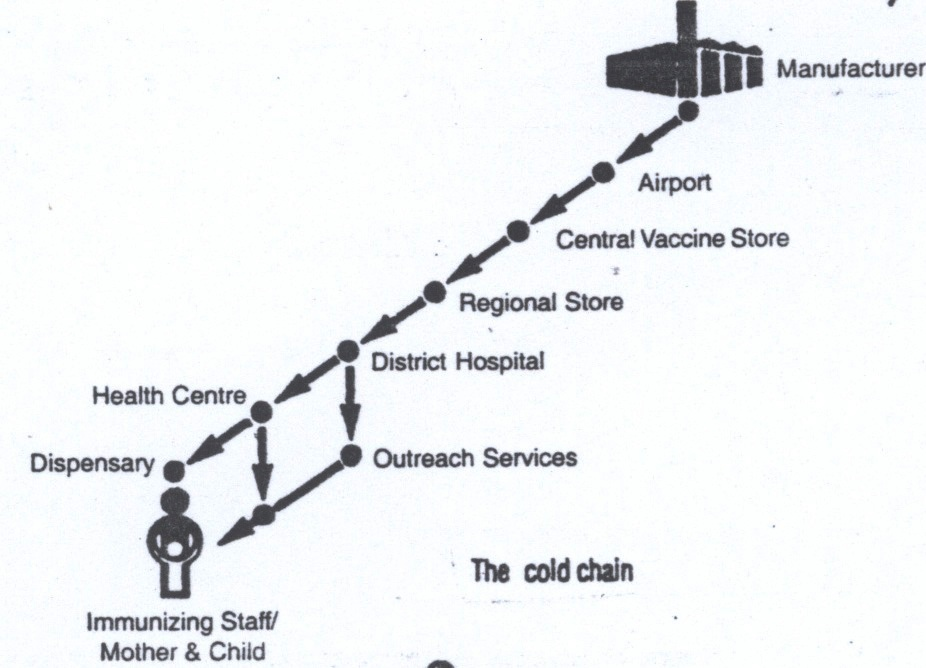 Manufacturer
Airport
Central Vaccine Store
Regional Store
District Hospital
Health Centre
Dispensary
Outreach Services
The cold chain
Immunizing Staff/
Mother & Child